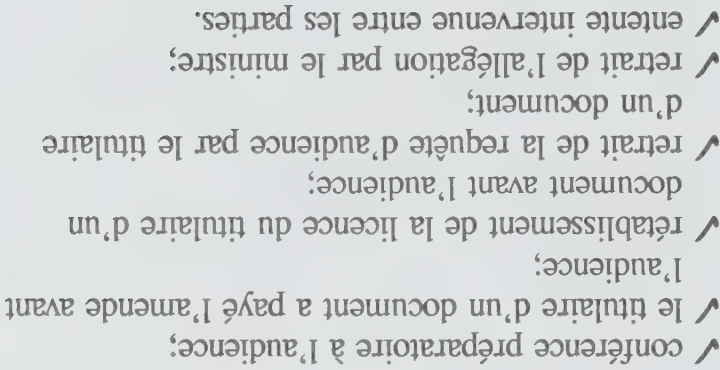 ✓ conférence préparatoire à l'audience;
✓ le titulaire d'un document a payé l'amende avant
l'audience;
✓ rétablissement de la licence du titulaire d'un
document avant l'audience;
✓ retrait de la requête d'audience par le titulaire
d'un document;
✓ retrait de l'allégation par le ministre;
✓ entente intervenue entre les parties.